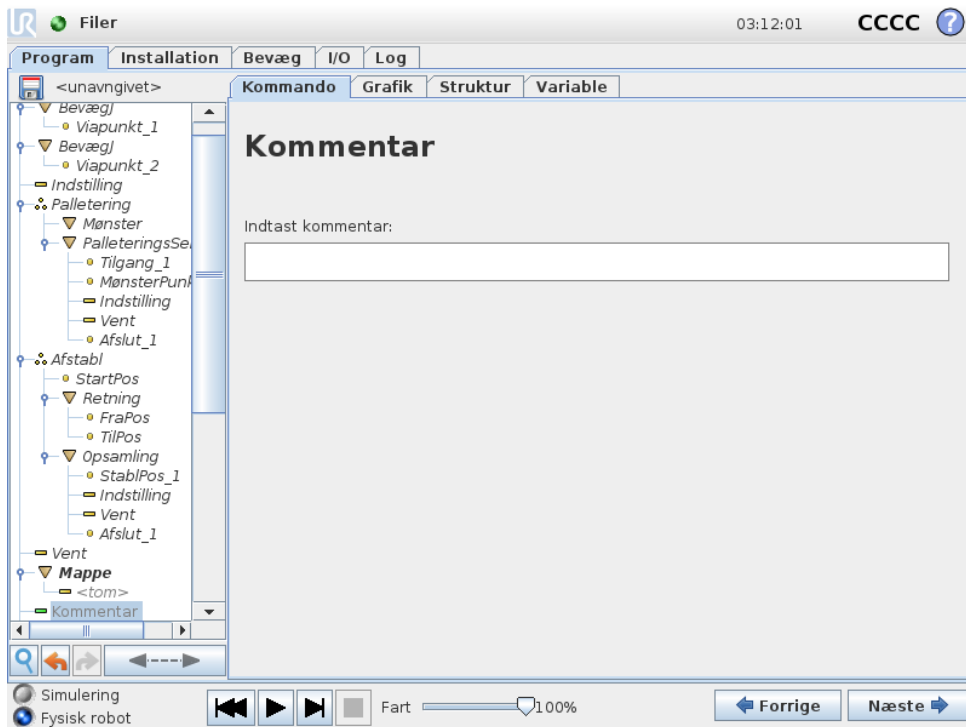 Filer
03:12:01
CCCC
?
Program Installation Bevæg I/O Log
<unavngivet>
Kommando Grafik Struktur Variable
BevægJ
Viapunkt_1
BevægJ
Viapunkt_2
Indstilling
Palletering
Mønster
PalleteringsSe
Tilgang_1
MønsterPunk
Indstilling
Vent
Afslut_1
Afstabl
StartPos
Retning
FraPos
TilPos
Opsamling
StablPos_1
Indstilling
Vent
Afslut_1
Vent
Mappe
<tom>
Kommentar
Kommentar
Indtast kommentar:
Simulering
Fysisk robot
Fart 100%
Forrige
Næste